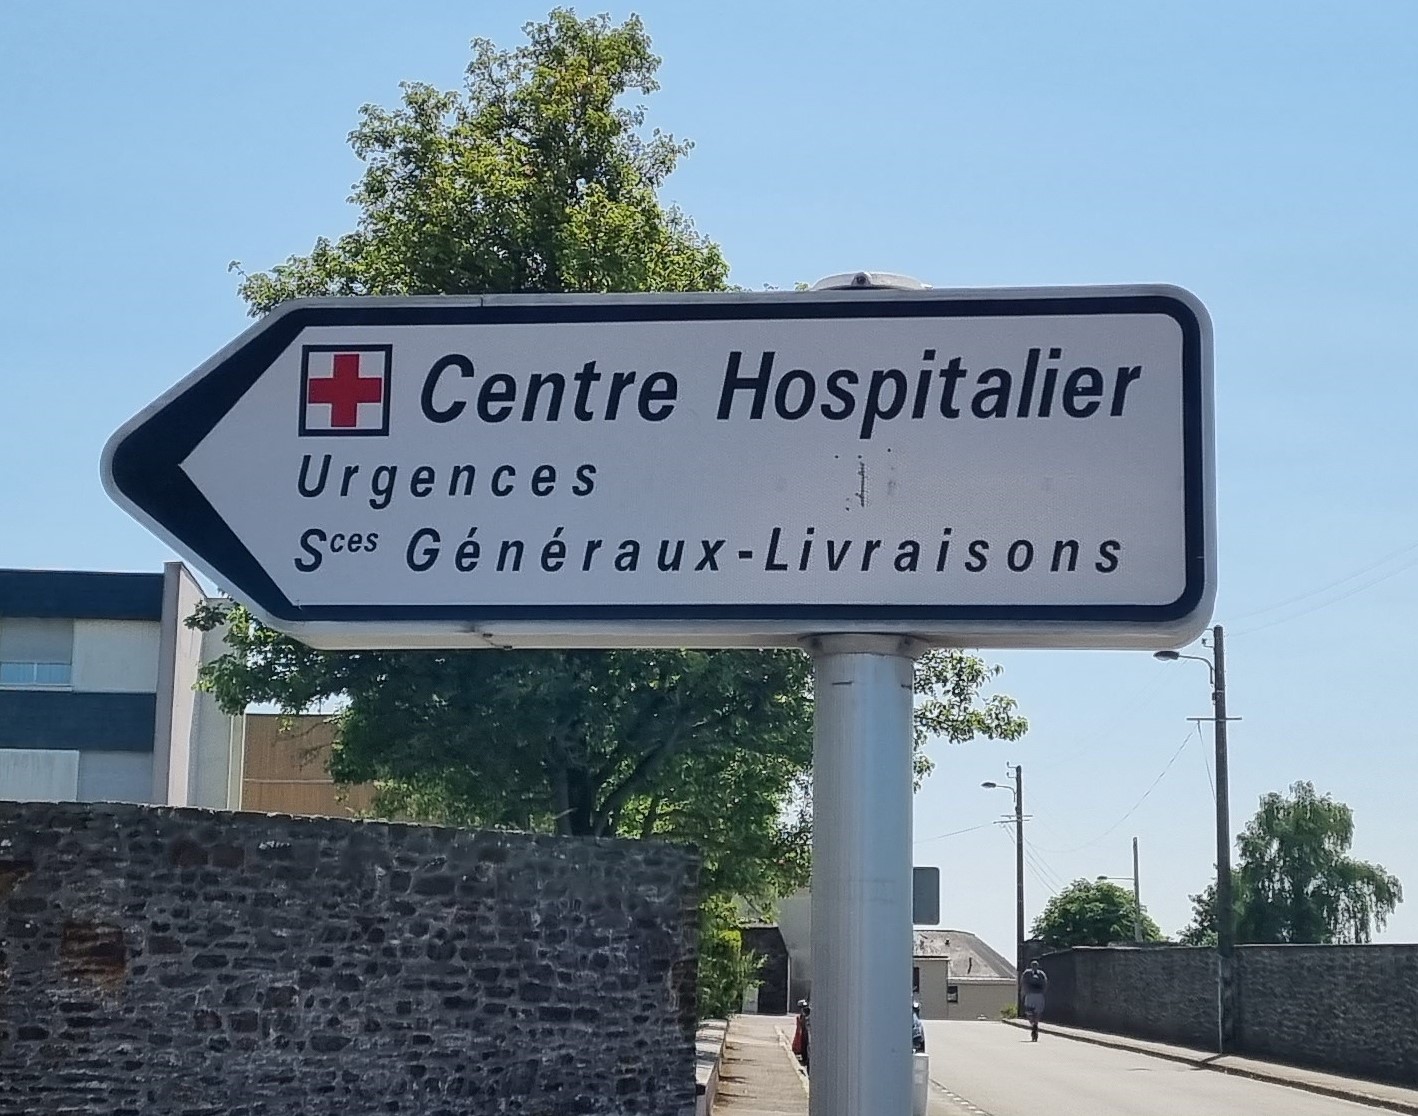 Centre Hospitalier
Urgences
Sces Généraux-Livraisons